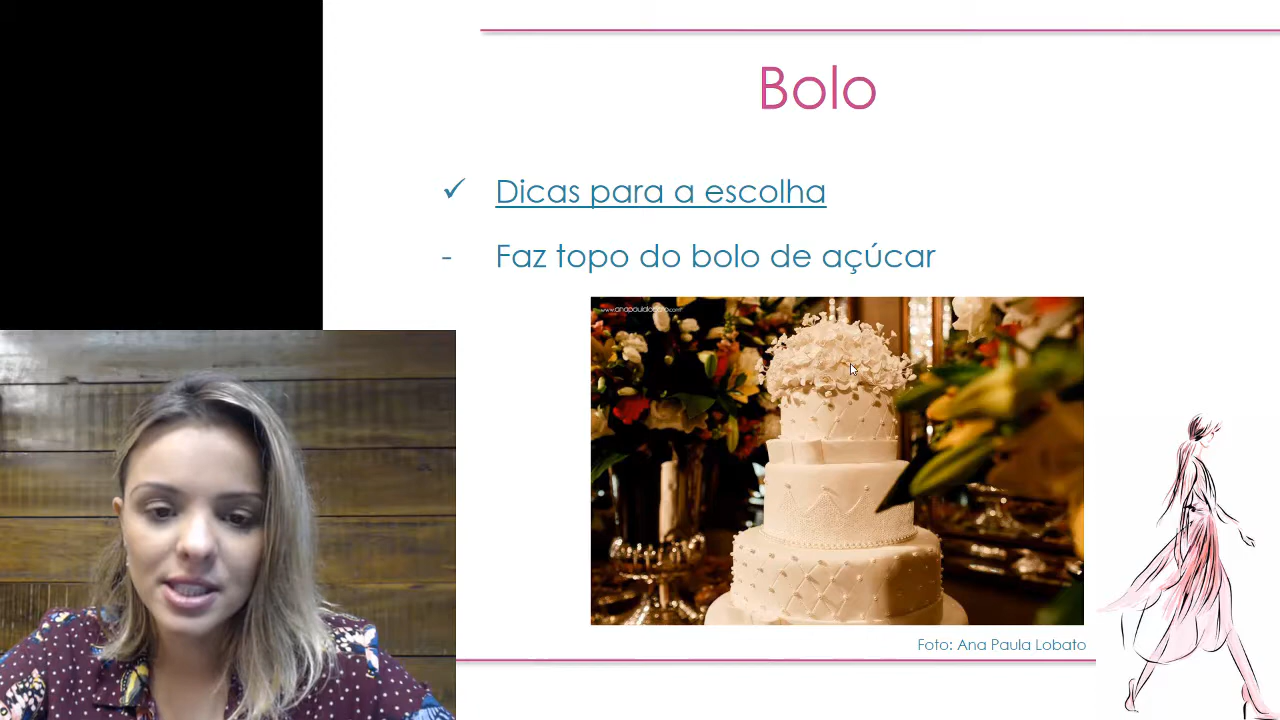 Bolo
✓ Dicas para a escolha
- Faz topo do bolo de açúcar
Foto: Ana Paula Lobato